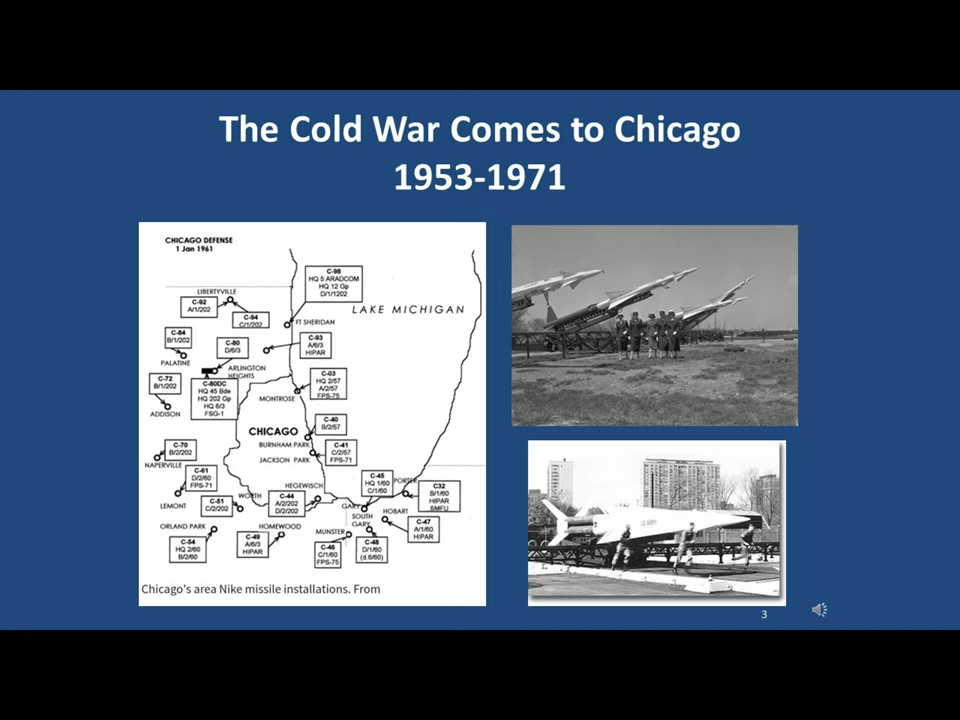 The Cold War Comes to Chicago
1953-1971
CHICAGO DEFENSE
1 Jan 1961
C-98
HQ 5 ARADCOM
HQ 12 Gp
D/1/1202
LIBERTYVILLE
C-92
A/1/202
C-94
C/1/202
LAKE MICHIGAN
FT SHERIDAN
C-84
B/1/202
PALATINE
C-80
D/6/3
C-93
A/6/3
HIPAR
ARLINGTON
HEIGHTS
C-72
B/1/202
ADDISON
C-80DC
HQ 45 Bde
HQ 202 Gp
HQ 6/3
FSG-1
C-03
HQ 2/57
A/2/57
FPS-75
MONTROSE
CHICAGO
C-40
B/2/57
BURNHAM PARK
JACKSON PARK
C-41
C/2/57
FPS-71
C-70
B/2/202
NAPERVILLE
C-61
D/2/60
FPS-71
LEMONT
C-51
C/2/202
WORTH
HEGEWISCH
C-44
A/2/202
D/2/202
C-45
HQ 1/60
C/1/60
PORTER
C32
B/1/60
HIPAR
SMFU
GARY
SOUTH
GARY
HOBART
C-47
A/1/60
HIPAR
ORLAND PARK
C-54
HQ 2/60
B/2/60
HOMEWOOD
C-49
A/6/3
HIPAR
MUNSTER
C-46
C/1/60
FPS-75
C-48
D/1/60
(d.6/60)
Chicago's area Nike missile installations. From
U.S. ARMY
3